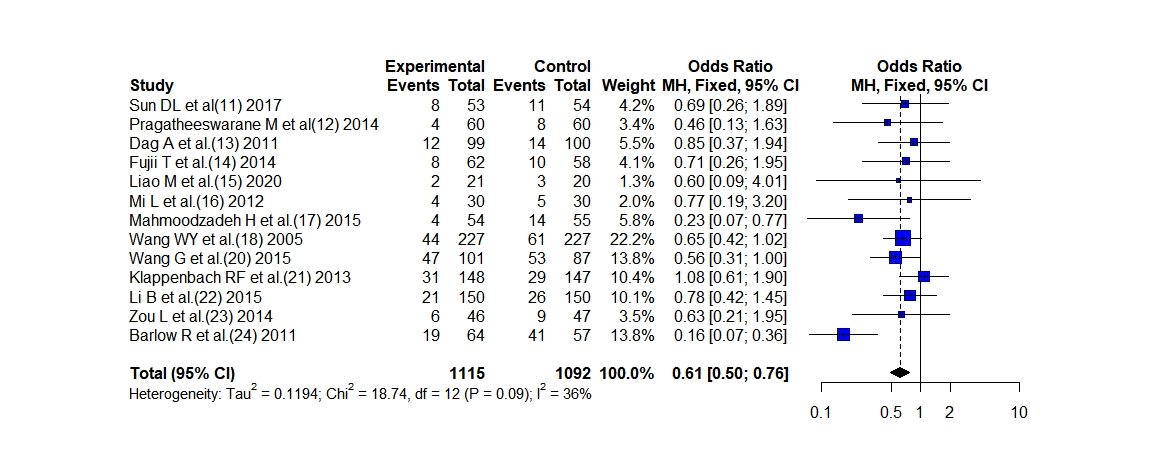 Experimental Control Odds Ratio Odds Ratio
Study Events Total Events Total Weight MH, Fixed, 95% CI MH, Fixed, 95% CI
Sun DL et al(11) 2017 8 53 11 54 4.2% 0.69 [0.26; 1.89]
Pragatheeswarane M et al(12) 2014 4 60 8 60 3.4% 0.46 [0.13; 1.63]
Dag A et al.(13) 2011 12 99 14 100 5.5% 0.85 [0.37; 1.94]
Fujii T et al.(14) 2014 8 62 10 58 4.1% 0.71 [0.26; 1.95]
Liao M et al.(15) 2020 2 21 3 20 1.3% 0.60 [0.09; 4.01]
Mi L et al.(16) 2012 4 30 5 30 2.0% 0.77 [0.19; 3.20]
Mahmoodzadeh H et al.(17) 2015 4 54 14 55 5.8% 0.23 [0.07; 0.77]
Wang WY et al.(18) 2005 44 227 61 227 22.2% 0.65 [0.42; 1.02]
Wang G et al.(20) 2015 47 101 53 87 13.8% 0.56 [0.31; 1.00]
Klappenbach RF et al.(21) 2013 31 148 29 147 10.4% 1.08 [0.61; 1.90]
Li B et al.(22) 2015 21 150 26 150 10.1% 0.78 [0.42; 1.45]
Zou L et al.(23) 2014 6 46 9 47 3.5% 0.63 [0.21; 1.95]
Barlow R et al.(24) 2011 19 64 41 57 13.8% 0.16 [0.07; 0.36]
Total (95% CI) 1115 1092 100.0% 0.61 [0.50; 0.76]
Heterogeneity: Tau² = 0.1194; Chi² = 18.74, df = 12 (P = 0.09); I² = 36%
0.1 0.5 1 2 10